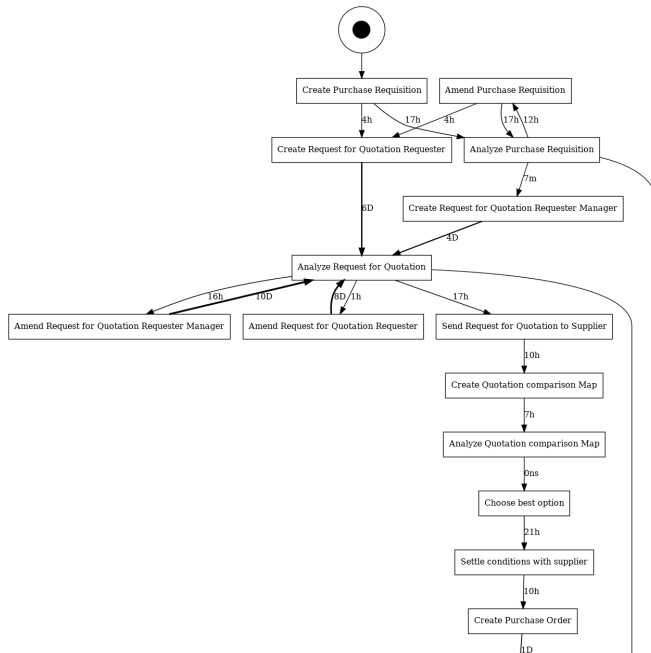 Create Purchase Requisition
Amend Purchase Requisition
4h
17h
4h
17h
12h
Create Request for Quotation Requester
Analyze Purchase Requisition
7m
Create Request for Quotation Requester Manager
6D
4D
Analyze Request for Quotation
16h
10D
8D
1h
17h
Amend Request for Quotation Requester Manager
Amend Request for Quotation Requester
Send Request for Quotation to Supplier
10h
Create Quotation comparison Map
7h
Analyze Quotation comparison Map
0ns
Choose best option
21h
Settle conditions with supplier
10h
Create Purchase Order
1D